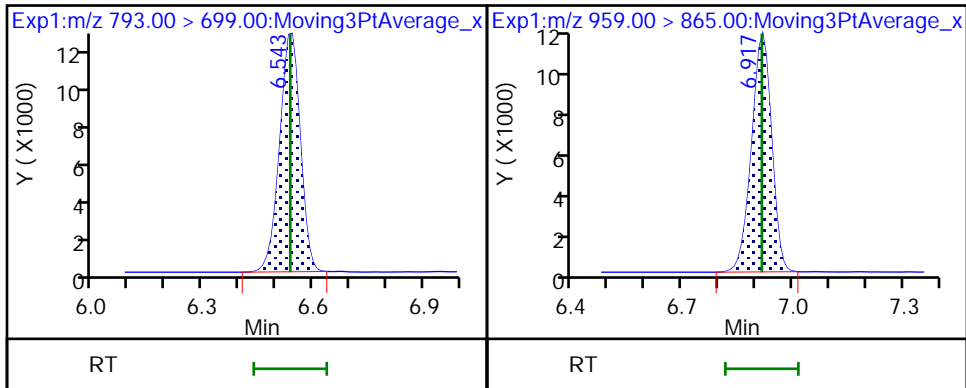 Exp1:m/z 793.00 > 699.00:Moving3PtAverage_x
6.543
Y ( X1000)
12
10
8
6
4
2
0
6.0 6.3 6.6 6.9
Min
RT
Exp1:m/z 959.00 > 865.00:Moving3PtAverage_x
6.917
Y ( X1000)
12
10
8
6
4
2
0
6.4 6.7 7.0 7.3
Min
RT